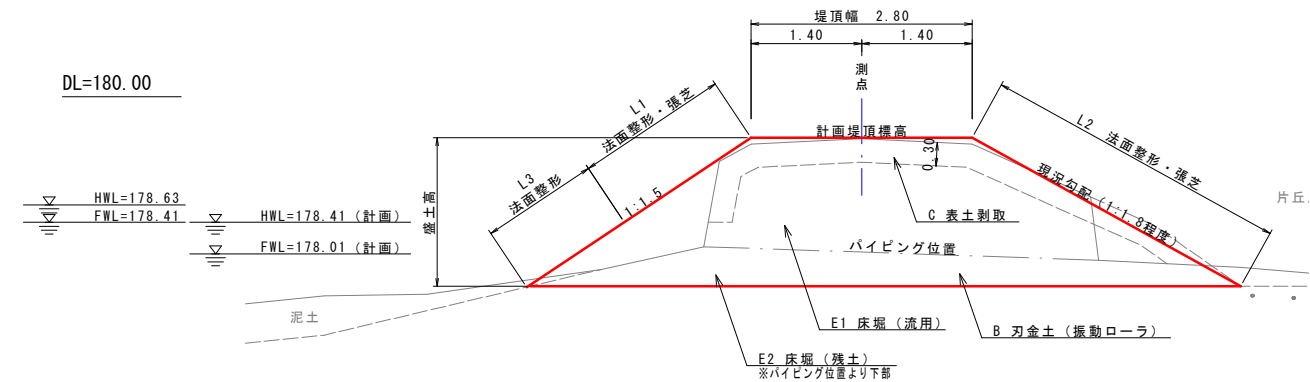 堤頂幅 2.80
1.40
1.40
測点
DL=180.00
L1
法面整形・張芝
L2 法面整形・張芝
計画堤頂標高
0.30
L3
法面整形
1:1.5
現況勾配(1:1.8程度)
盛土高
HWL=178.63
FWL=178.41
HWL=178.41(計画)
FWL=178.01(計画)
片丘
C 表土剥取
パイピング位置
泥土
E1 床堀(流用)
B 刃金土(振動ローラ)
E2 床堀(残土)
※パイピング位置より下部